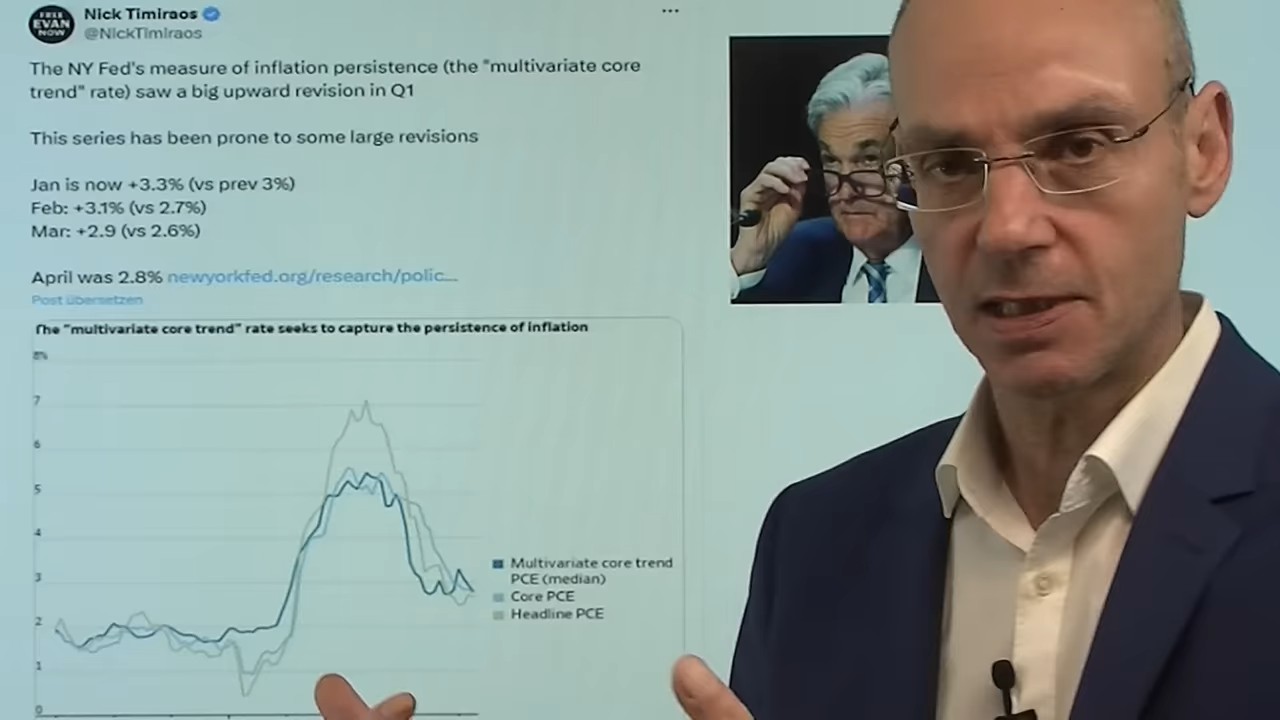 FREE
EVAN
NOW
Nick Timiraos
@NickTimiraos
The NY Fed's measure of inflation persistence (the "multivariate core
trend" rate) saw a big upward revision in Q1
This series has been prone to some large revisions
Jan is now +3.3% (vs prev 3%)
Feb: +3.1% (vs 2.7%)
Mar: +2.9 (vs 2.6%)
April was 2.8% newyorkfed.org/research/polic...
Post übersetzen
The "multivariate core trend" rate seeks to capture the persistence of inflation
8%
7
6
5
4
3
2
1
0
Multivariate core trend
PCE (median)
Core PCE
Headline PCE